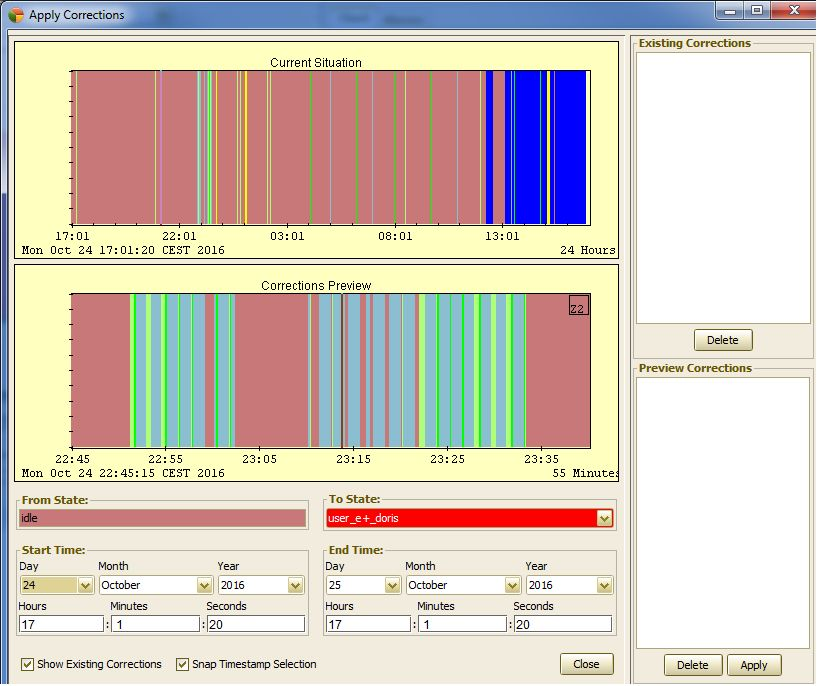 Apply Corrections
Current Situation
17:01 22:01 03:01 08:01 13:01
Mon Oct 24 17:01:20 CEST 2016 24 Hours
Corrections Preview
Z2
22:45 22:55 23:05 23:15 23:25 23:35
Mon Oct 24 22:45:15 CEST 2016 55 Minutes
From State:
idle
To State:
user_e+_doris
Start Time:
Day Month Year
24 October 2016
Hours Minutes Seconds
17 : 1 : 20
End Time:
Day Month Year
25 October 2016
Hours Minutes Seconds
17 : 1 : 20
Show Existing Corrections Snap Timestamp Selection Close
Existing Corrections
Delete
Preview Corrections
Delete Apply